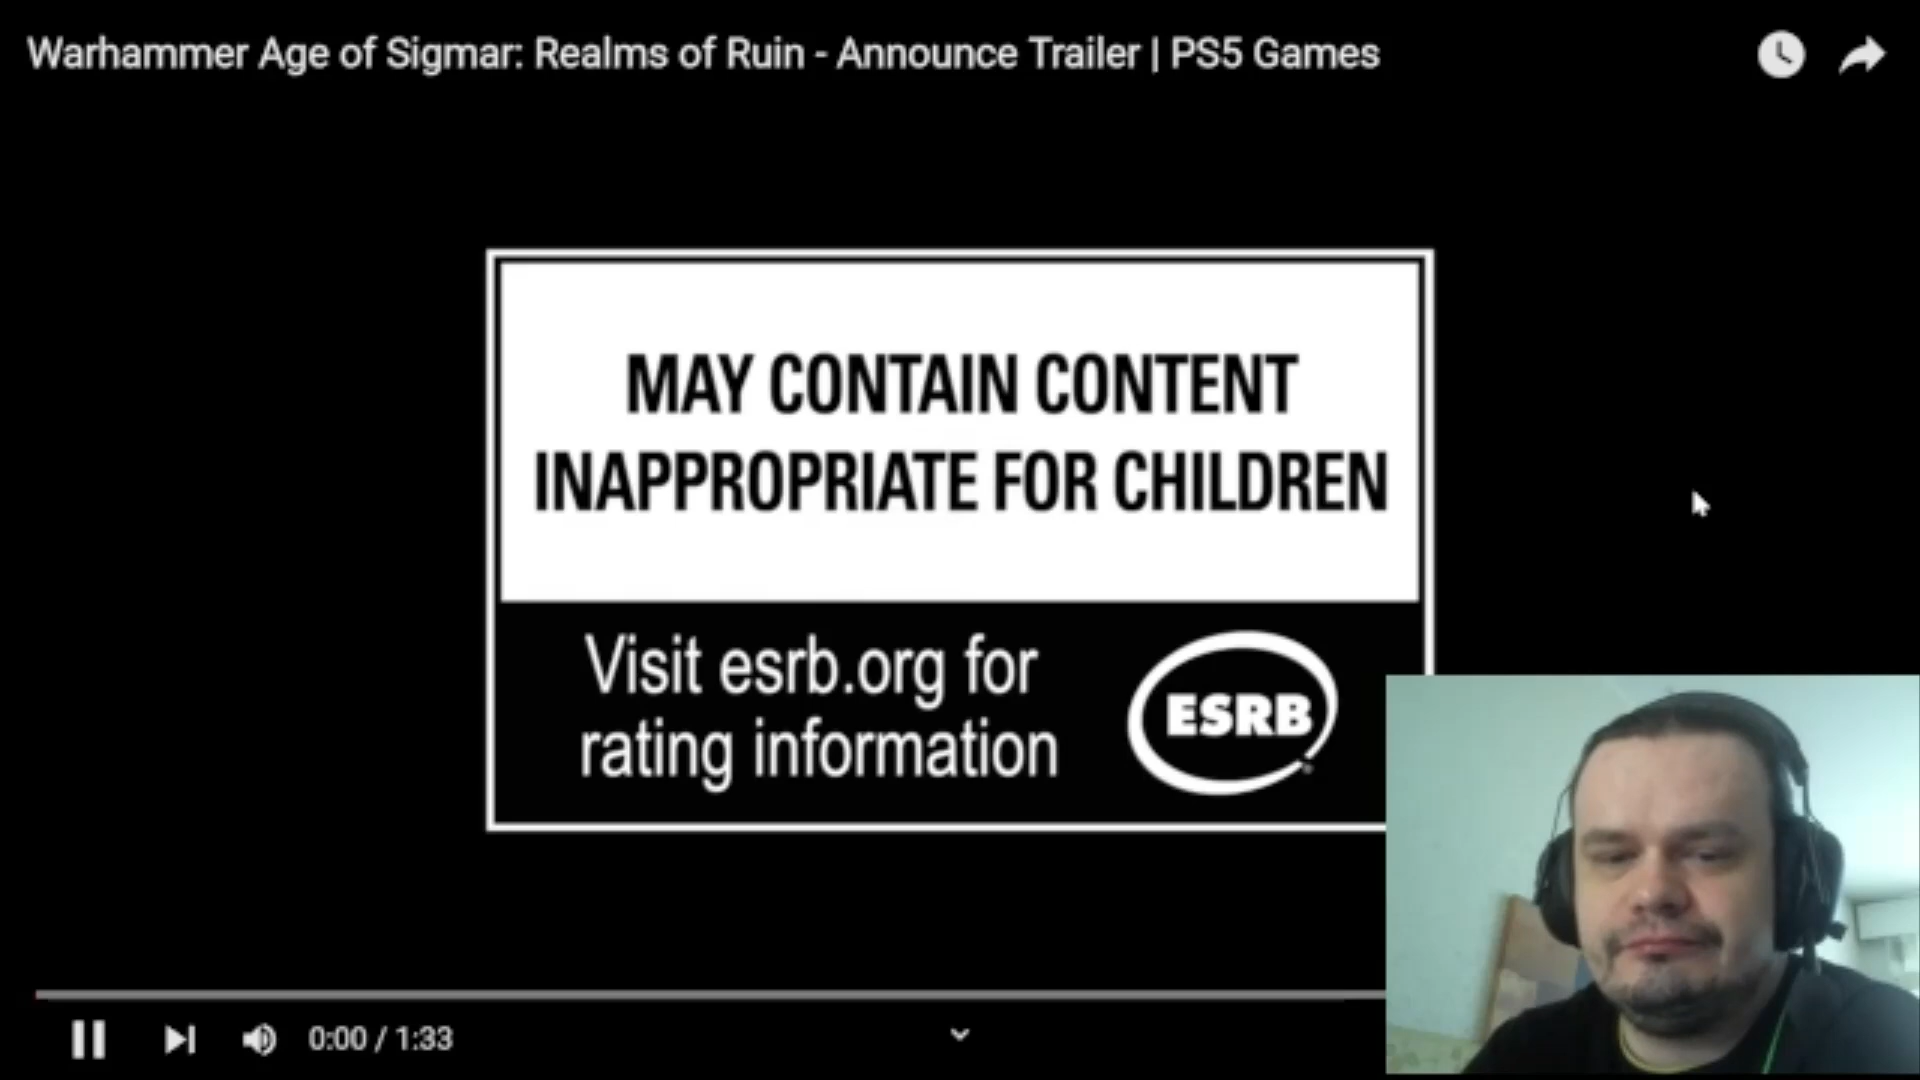 Warhammer Age of Sigmar: Realms of Ruin - Announce Trailer | PS5 Games
MAY CONTAIN CONTENT
INAPPROPRIATE FOR CHILDREN
Visit esrb.org for
rating information
ESRB
0:00 / 1:33